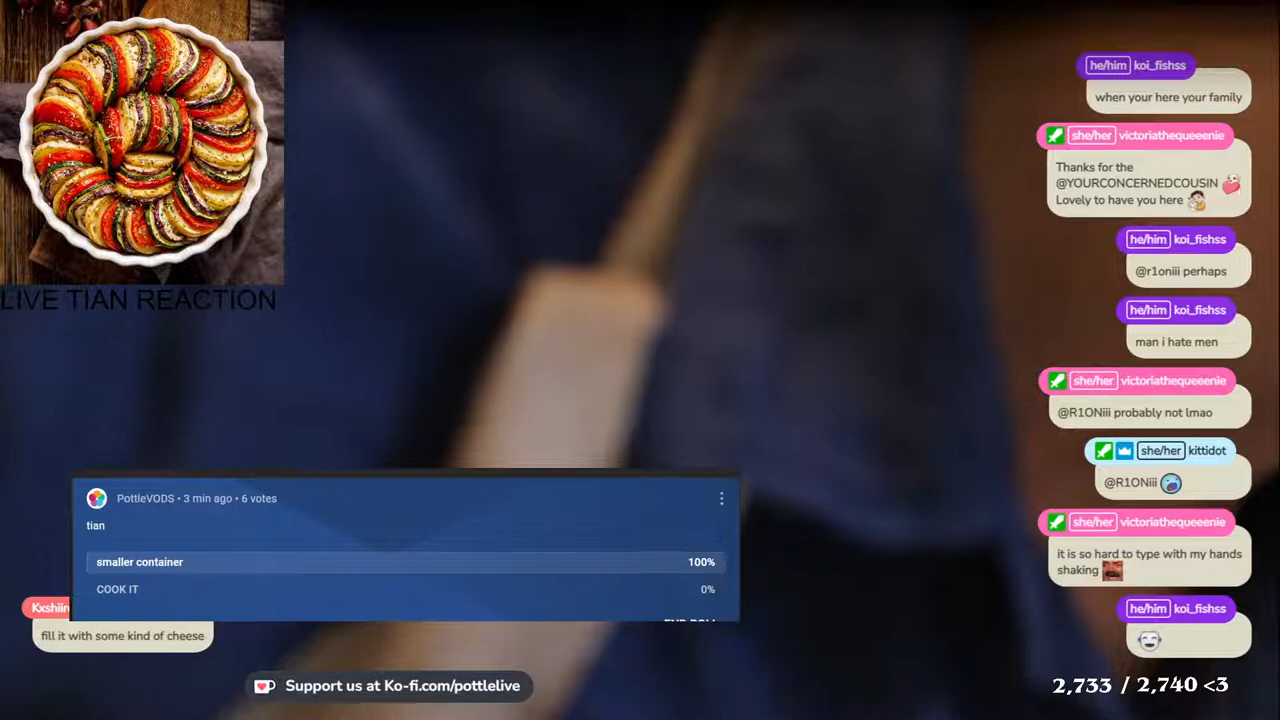 LIVE TIAN REACTION
PottleVODS • 3 min ago • 6 votes
tian
smaller container 100%
COOK IT 0%
END POLL
Kxshiin
fill it with some kind of cheese
Support us at Ko-fi.com/pottlelive
he/him koi_fishss
when your here your family
she/her victoriathequeeenie
Thanks for the
@YOURCONCERNEDCOUSIN
Lovely to have you here
he/him koi_fishss
@r1oniii perhaps
he/him koi_fishss
man i hate men
she/her victoriathequeeenie
@R1ONiii probably not lmao
she/her kittidot
@R1ONiii
she/her victoriathequeeenie
it is so hard to type with my hands
shaking
he/him koi_fishss
2,733 / 2,740 <3